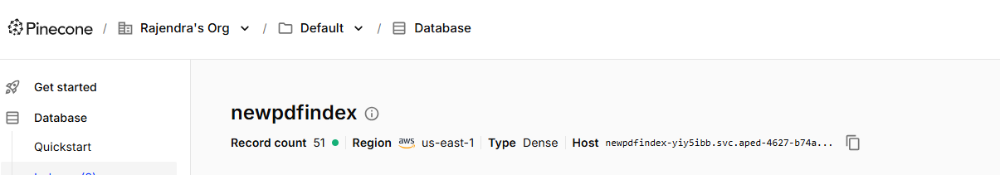 Pinecone / Rajendra's Org / Default / Database
Get started
Database
Quickstart
newpdfindex
Record count 51 Region aws us-east-1 Type Dense Host newpdfindex-yiy5ibb.svc.aped-4627-b74a...